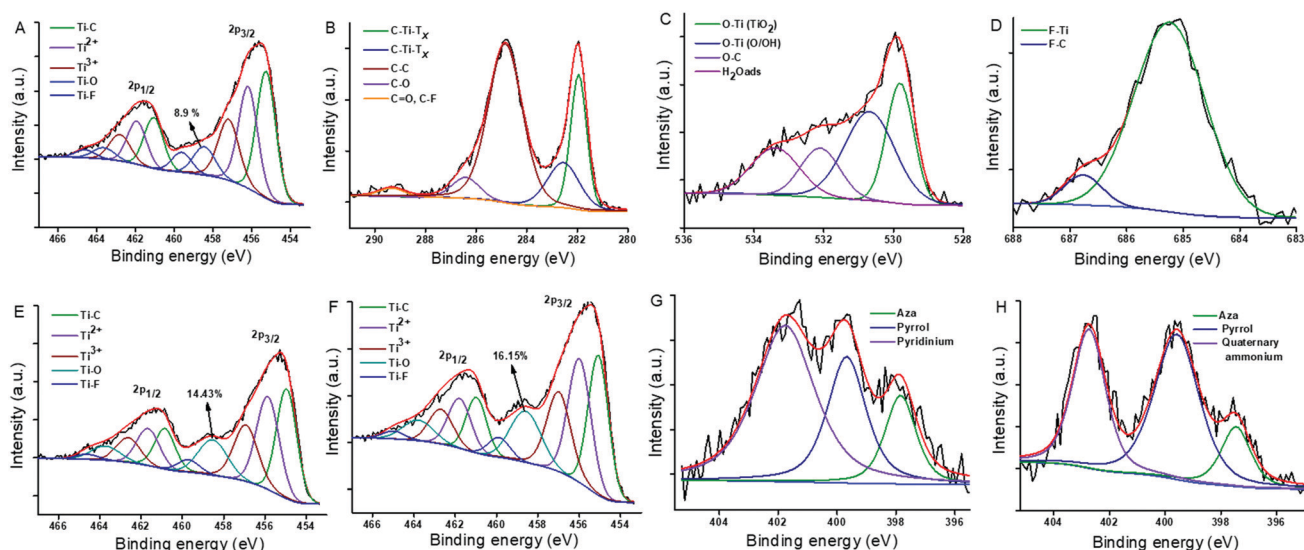 A
Ti-C
Ti2+
Ti3+
Ti-O
Ti-F
2p1/2
8.9 %
2p3/2
Intensity (a.u.)
466 464 462 460 458 456 454
Binding energy (eV)
B
C-Ti-Tx
C-Ti-Tx
C-C
C-O
C=O, C-F
Intensity (a.u.)
290 288 286 284 282 280
Binding energy (eV)
C
O-Ti (TiO2)
O-Ti (O/OH)
O-C
H2Oads
Intensity (a.u.)
536 534 532 530 528
Binding energy (eV)
D
F-Ti
F-C
Intensity (a.u.)
688 687 686 685 684 683
Binding energy (eV)
E
Ti-C
Ti2+
Ti3+
Ti-O
Ti-F
2p1/2
14.43%
2p3/2
Intensity (a.u.)
466 464 462 460 458 456 454
Binding energy (eV)
F
Ti-C
Ti2+
Ti3+
Ti-O
Ti-F
2p1/2
16.15%
2p3/2
Intensity (a.u.)
466 464 462 460 458 456 454
Binding energy (eV)
G
Aza
Pyrrol
Pyridinium
Intensity (a.u.)
404 402 400 398 396
Binding energy (eV)
H
Aza
Pyrrol
Quaternary
ammonium
Intensity (a.u.)
404 402 400 398 396
Binding energy (eV)